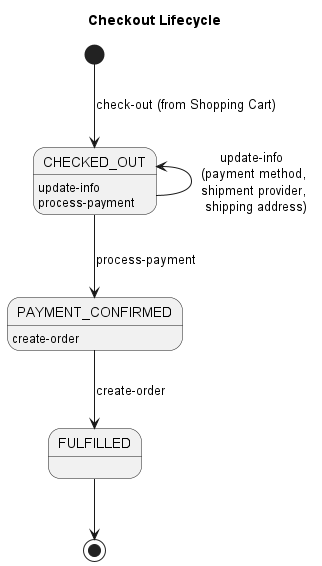 Checkout Lifecycle
check-out (from Shopping Cart)
CHECKED_OUT
update-info
process-payment
update-info
(payment method,
shipment provider,
shipping address)
process-payment
PAYMENT_CONFIRMED
create-order
create-order
FULFILLED